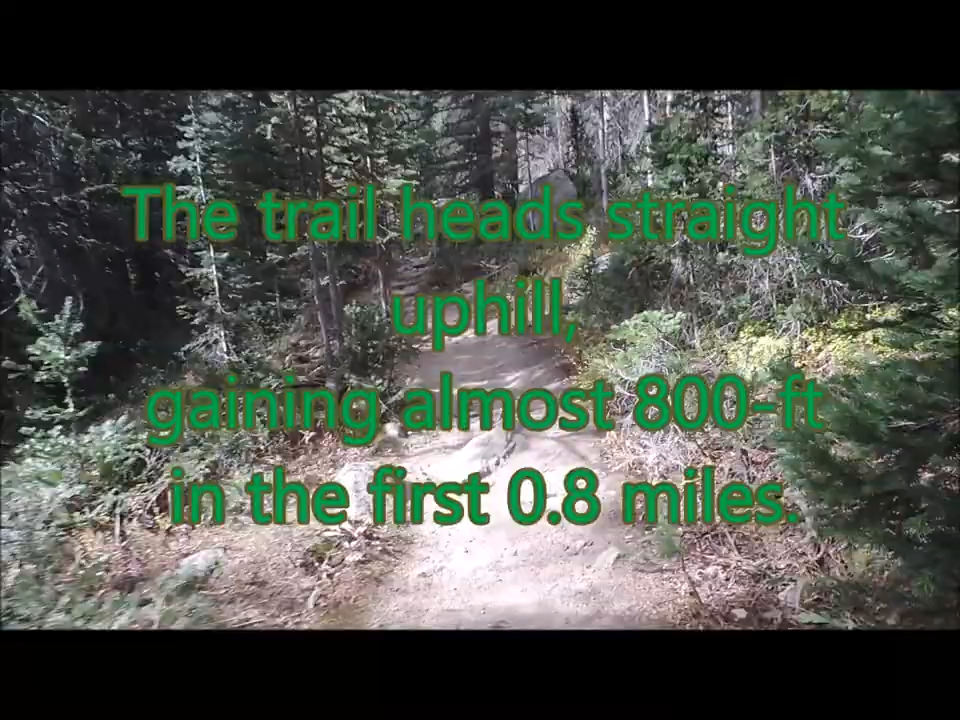 The trail heads straight
uphill,
gaining almost 800-ft
in the first 0.8 miles.